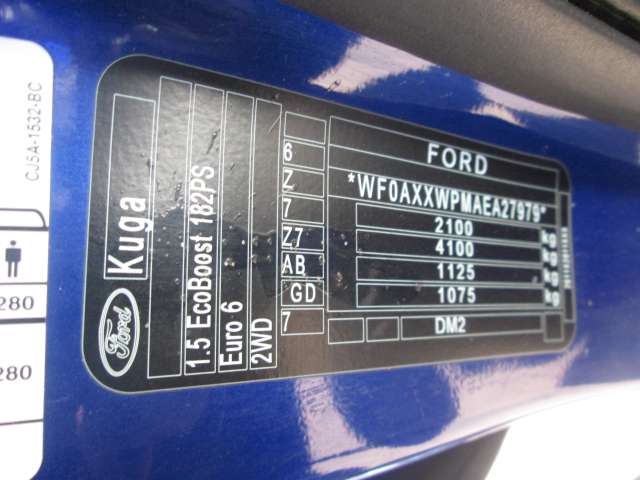 CJ5A-1532-BC
280
280
Ford
Kuga
1.5 EcoBoost 182PS
Euro 6
2WD
6
Z
7
Z7
AB
GD
7
FORD
*WF0AXXWPMAEA27979*
2100 kg
4100 kg
1125 kg
1075 kg
DM2